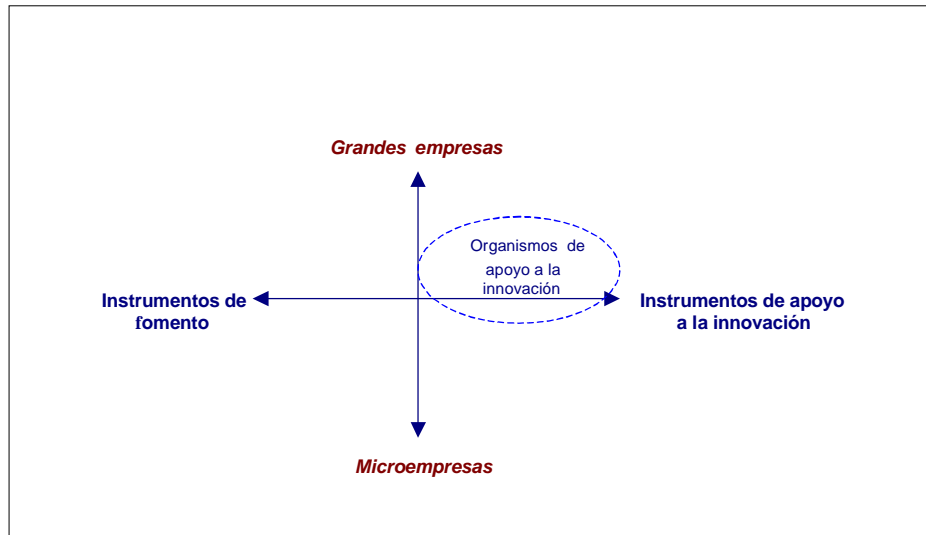 Grandes empresas
Organismos de
apoyo a la
innovación
Instrumentos de
fomento
Instrumentos de apoyo
a la innovación
Microempresas